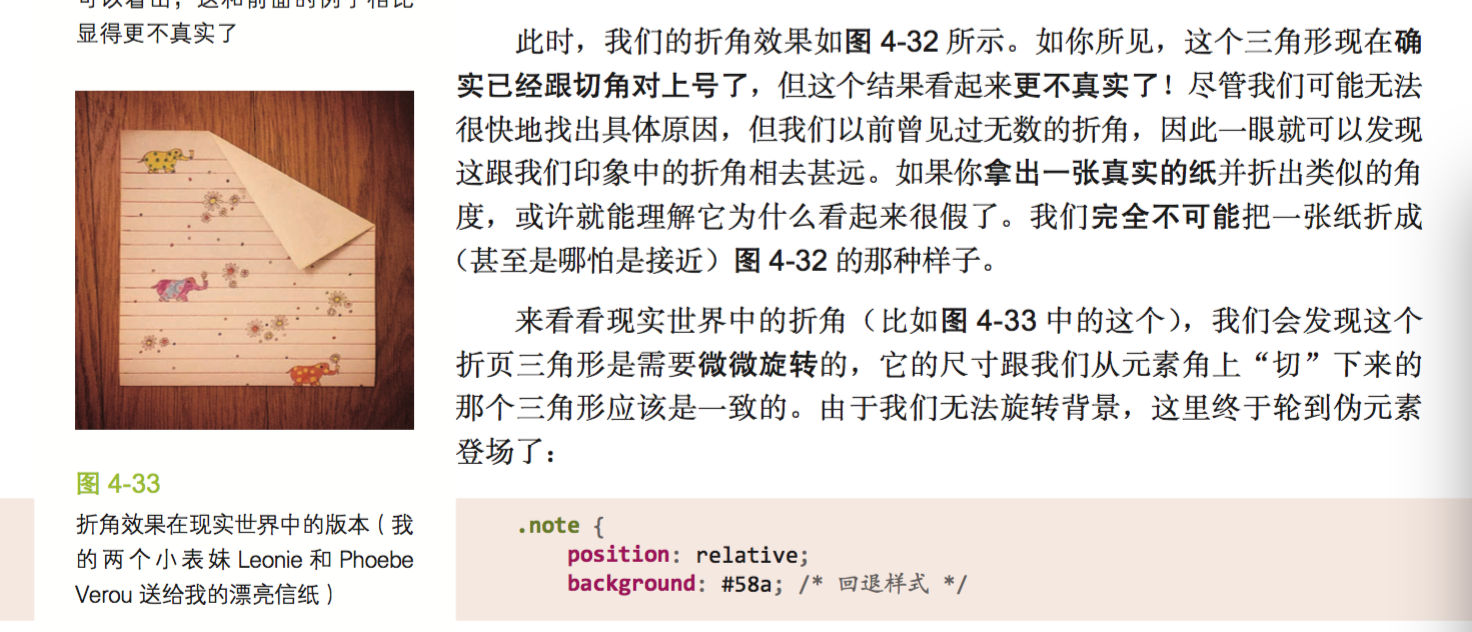 显得更不真实了
图 4-33
折角效果在现实世界中的版本（我
的两个小表妹 Leonie 和 Phoebe
Verou 送给我的漂亮信纸）
此时，我们的折角效果如图 4-32 所示。如你所见，这个三角形现在确
实已经跟切角对上号了，但这个结果看起来更不真实了！尽管我们可能无法
很快地找出具体原因，但我们以前曾见过无数的折角，因此一眼就可以发现
这跟我们印象中的折角相去甚远。如果你拿出一张真实的纸并折出类似的角
度，或许就能理解它为什么看起来很假了。我们完全不可能把一张纸折成
（甚至是哪怕是接近）图 4-32 的那种样子。
来看看现实世界中的折角（比如图 4-33 中的这个），我们会发现这个
折页三角形是需要微微旋转的，它的尺寸跟我们从元素角上“切”下来的
那个三角形应该是一致的。由于我们无法旋转背景，这里终于轮到伪元素
登场了：
.note {
position: relative;
background: #58a; /* 回退样式 */